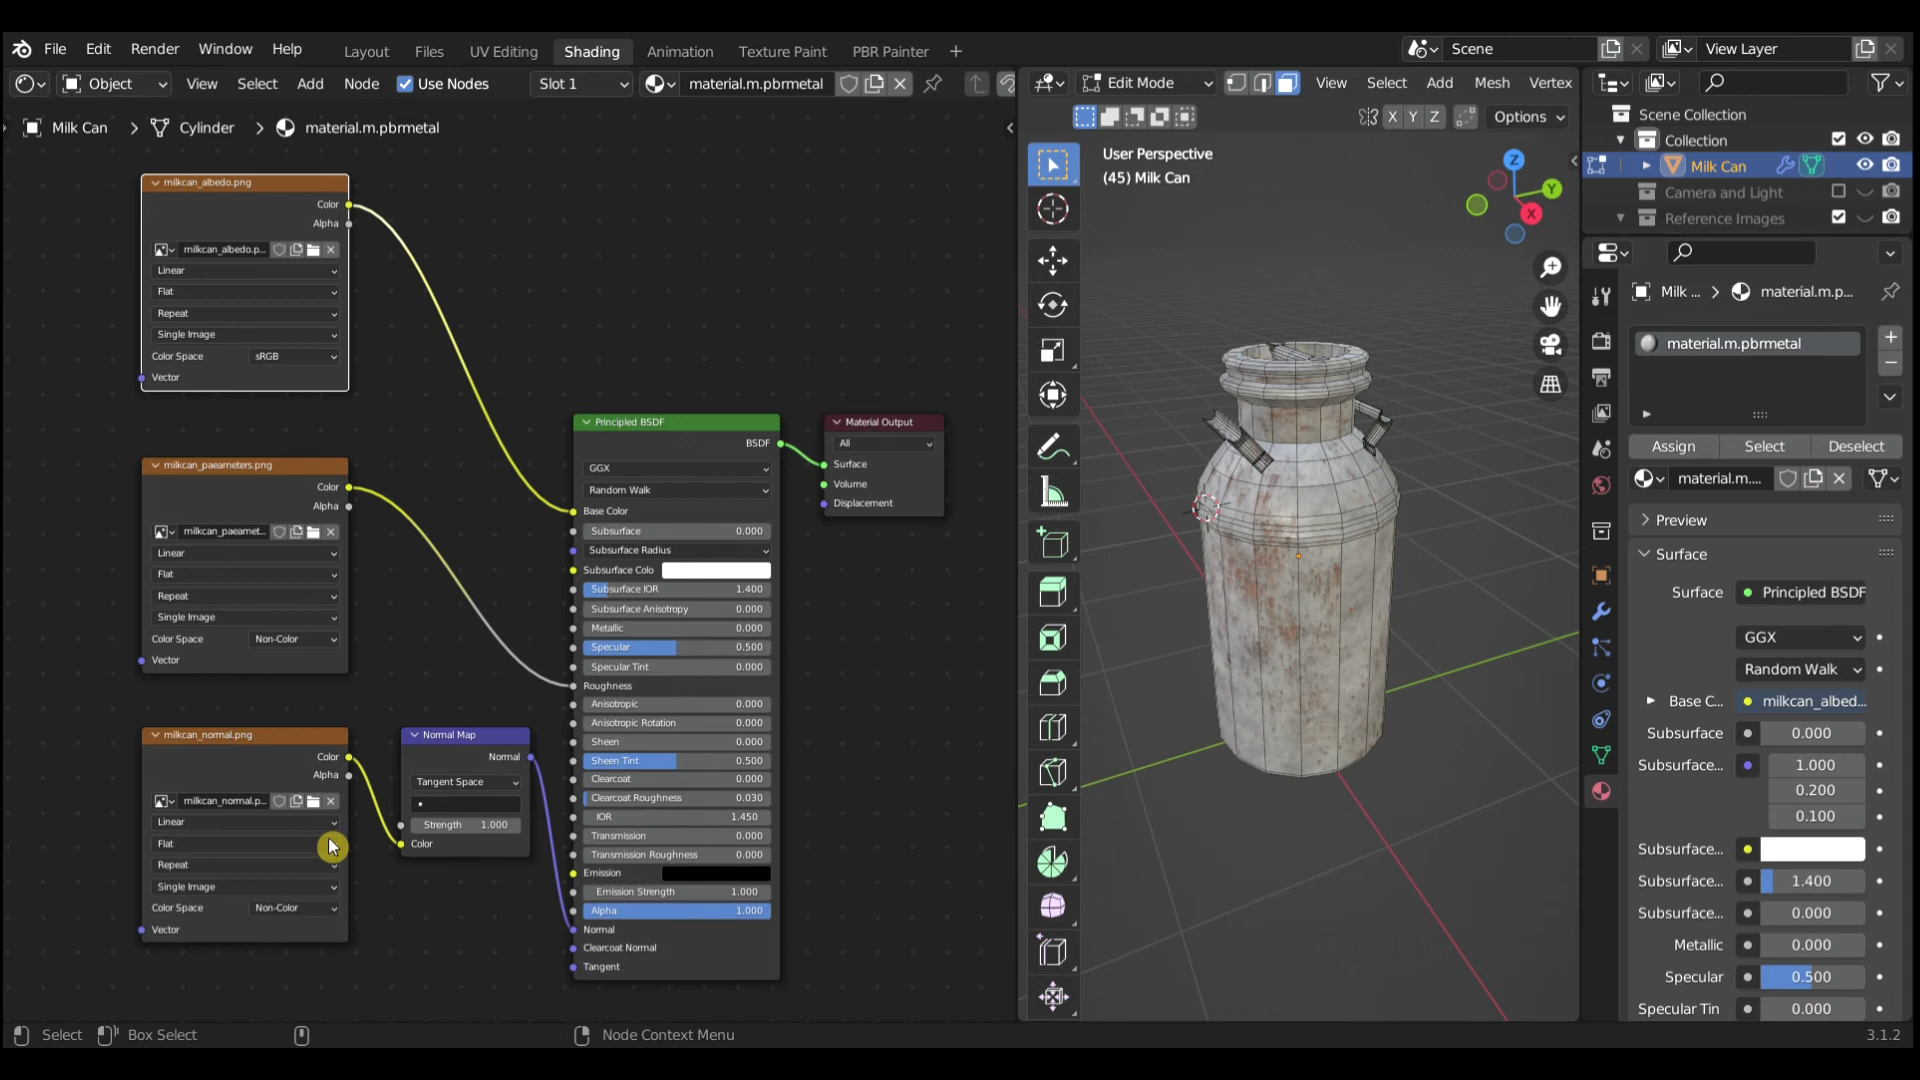 File Edit Render Window Help
Layout Files UV Editing Shading Animation Texture Paint PBR Painter +
Scene
View Layer
Object View Select Add Node Use Nodes Slot 1 material.m.pbrmetal
Edit Mode View Select Add Mesh Vertex
X Y Z Options
Milk Can > Cylinder > material.m.pbrmetal
milkcan_albedo.png
Color
Alpha
milkcan_albedo.p...
Linear
Flat
Repeat
Single Image
Color Space sRGB
Vector
milkcan_paeameters.png
Color
Alpha
milkcan_paeamet...
Linear
Flat
Repeat
Single Image
Color Space Non-Color
Vector
milkcan_normal.png
Color
Alpha
milkcan_normal.p...
Linear
Flat
Repeat
Single Image
Color Space Non-Color
Vector
Normal Map
Normal
Tangent Space
Strength 1.000
Color
Principled BSDF
BSDF
GGX
Random Walk
Base Color
Subsurface 0.000
Subsurface Radius
Subsurface Colo
Subsurface IOR 1.400
Subsurface Anisotropy 0.000
Metallic 0.000
Specular 0.500
Specular Tint 0.000
Roughness
Anisotropic 0.000
Anisotropic Rotation 0.000
Sheen 0.000
Sheen Tint 0.500
Clearcoat 0.000
Clearcoat Roughness 0.030
IOR 1.450
Transmission 0.000
Transmission Roughness 0.000
Emission
Emission Strength 1.000
Alpha 1.000
Normal
Clearcoat Normal
Tangent
Material Output
All
Surface
Volume
Displacement
User Perspective
(45) Milk Can
Z
Y
X
Scene Collection
Collection
Milk Can
Camera and Light
Reference Images
Milk ... > material.m.p...
material.m.pbrmetal
Assign Select Deselect
material.m....
Preview
Surface
Surface Principled BSDF
GGX
Random Walk
Base C... milkcan_albed...
Subsurface 0.000
Subsurface... 1.000
0.200
0.100
Subsurface...
Subsurface... 1.400
Subsurface... 0.000
Metallic 0.000
Specular 0.500
Specular Tin 0.000
Select Box Select Node Context Menu 3.1.2